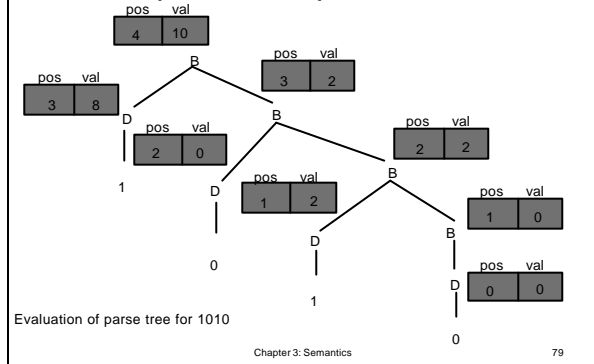 pos val
4 10
B
pos val
3 2
pos val
3 8
D
B
pos val
2 0
pos val
2 2
1
D
pos val
1 2
B
pos val
1 0
D
B
0
pos val
0 0
D
1
Evaluation of parse tree for 1010
0
Chapter 3: Semantics 79